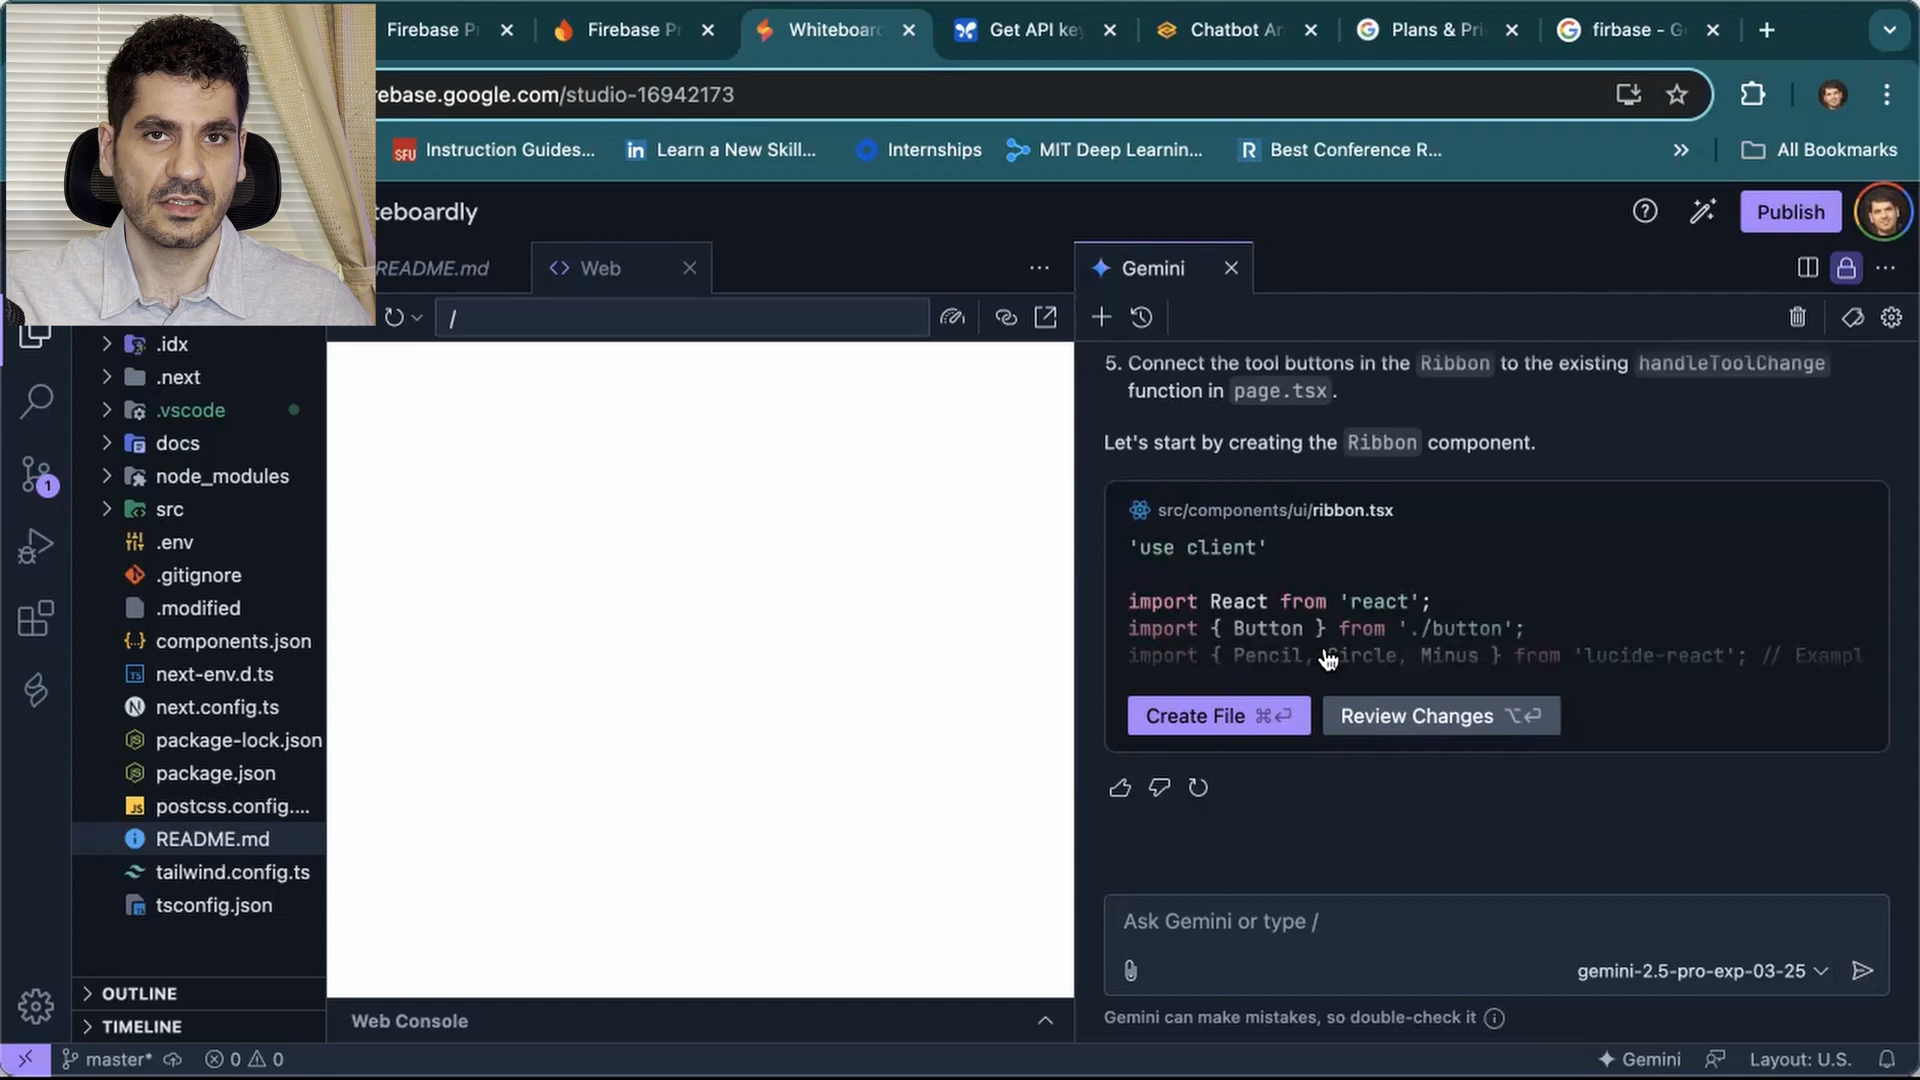 Firebase P
Firebase P
Whiteboar
Get API ke
Chatbot Ar
Plans & Pri
firbase - G
rebase.google.com/studio-16942173
SFU Instruction Guides...
in Learn a New Skill...
Internships
MIT Deep Learnin...
R Best Conference R...
All Bookmarks
teboardly
Publish
README.md
Web
Gemini
/
.idx
.next
.vscode
docs
node_modules
src
.env
.gitignore
.modified
components.json
next-env.d.ts
next.config.ts
package-lock.json
package.json
postcss.config....
README.md
tailwind.config.ts
tsconfig.json
1
OUTLINE
TIMELINE
Web Console
5. Connect the tool buttons in the Ribbon to the existing handleToolChange
function in page.tsx.
Let's start by creating the Ribbon component.
src/components/ui/ribbon.tsx
'use client'
import React from 'react';
import { Button } from './button';
import { Pencil, Circle, Minus } from 'lucide-react'; // Exampl
Create File ⌘⏎
Review Changes ⌥⏎
Ask Gemini or type /
gemini-2.5-pro-exp-03-25
Gemini can make mistakes, so double-check it
master*
0
0
Gemini
Layout: U.S.